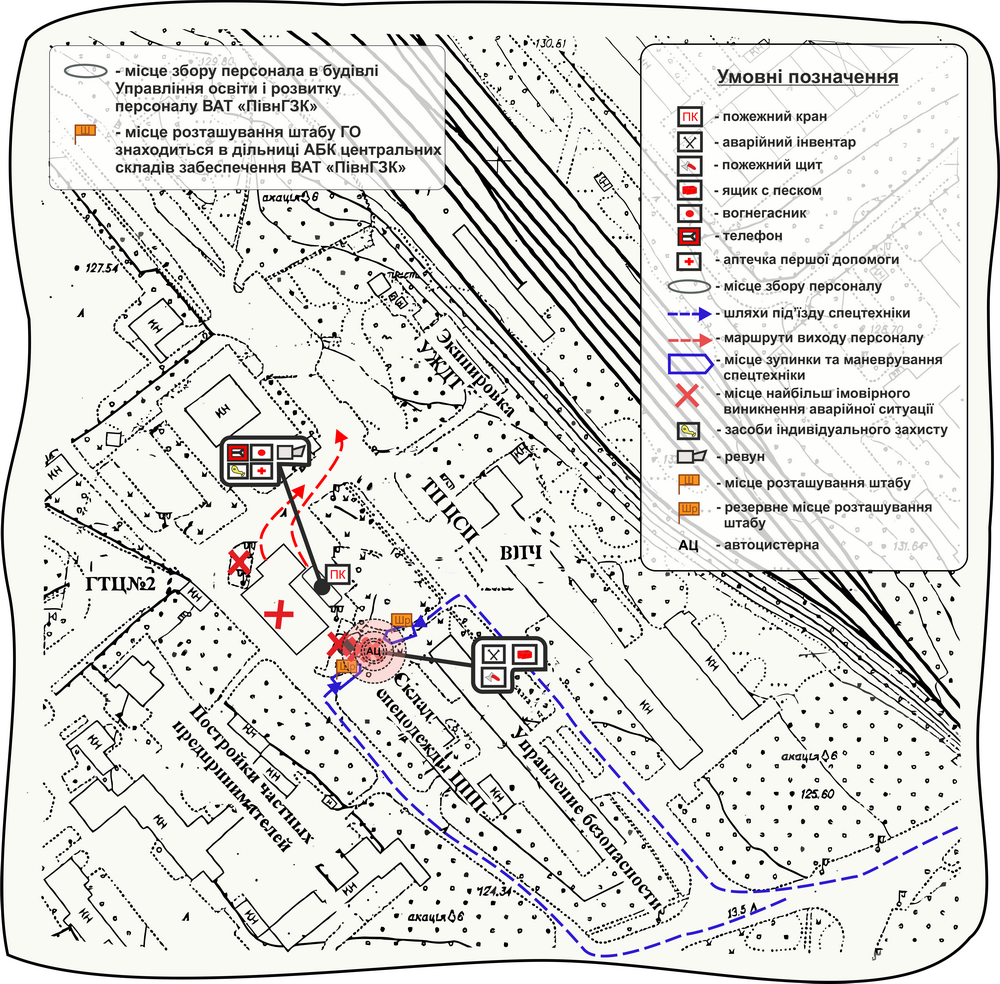 - місце збору персонала в будівлі
Управління освіти і розвитку
персоналу ВАТ «ПівнГЗК»
Ш
- місце розташування штабу ГО
знаходиться в дільниці АБК центральних
складів забезпечення ВАТ «ПівнГЗК»
129.80
130.61
Умовні позначення
ПК - пожежний кран
- аварійний інвентар
- пожежний щит
- ящик с песком
- вогнегасник
- телефон
- аптечка першої допомоги
- місце збору персоналу
- шляхи під'їзду спецтехніки
- маршрути виходу персоналу
- місце зупинки та маневрування
спецтехніки
- місце найбільш імовірного
виникнення аварійної ситуації
- засоби індивідуального захисту
- ревун
Ш - місце розташування штабу
Шр - резервне місце розташування
штабу
АЦ - автоцистерна
131.64
КН
акація 6
127.54
КН
Экипировка
УЖДТ
КН
КН
КН
ТП ЦСП
ВПЧ
ГТЦ№2
ПК
КН
Шр
АЦ
Шр
КН
КН
Склад
спецодежды ЦПП
Управление безопасности
Постройки частных
предпринимателей
КН
КН
КН
КН
КН
КН
КН
КН
акація 6
125.60
124.34
13.5
акація 6